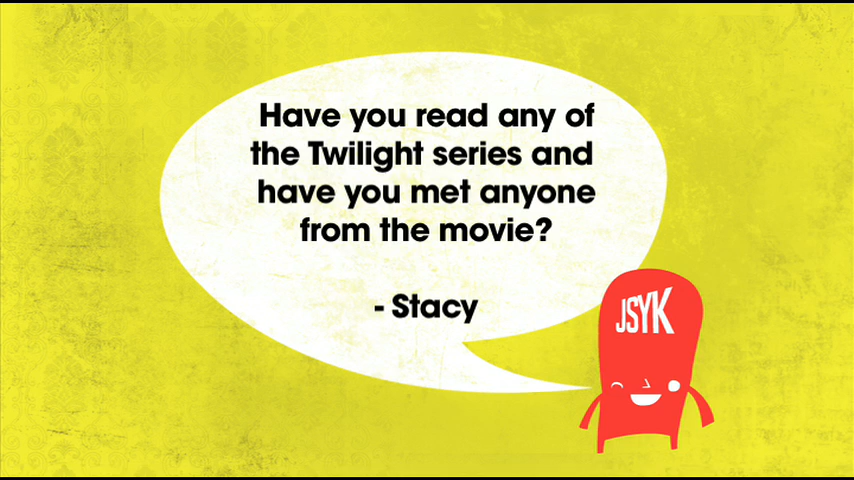 Have you read any of
the Twilight series and
have you met anyone
from the movie?
- Stacy
JSYK